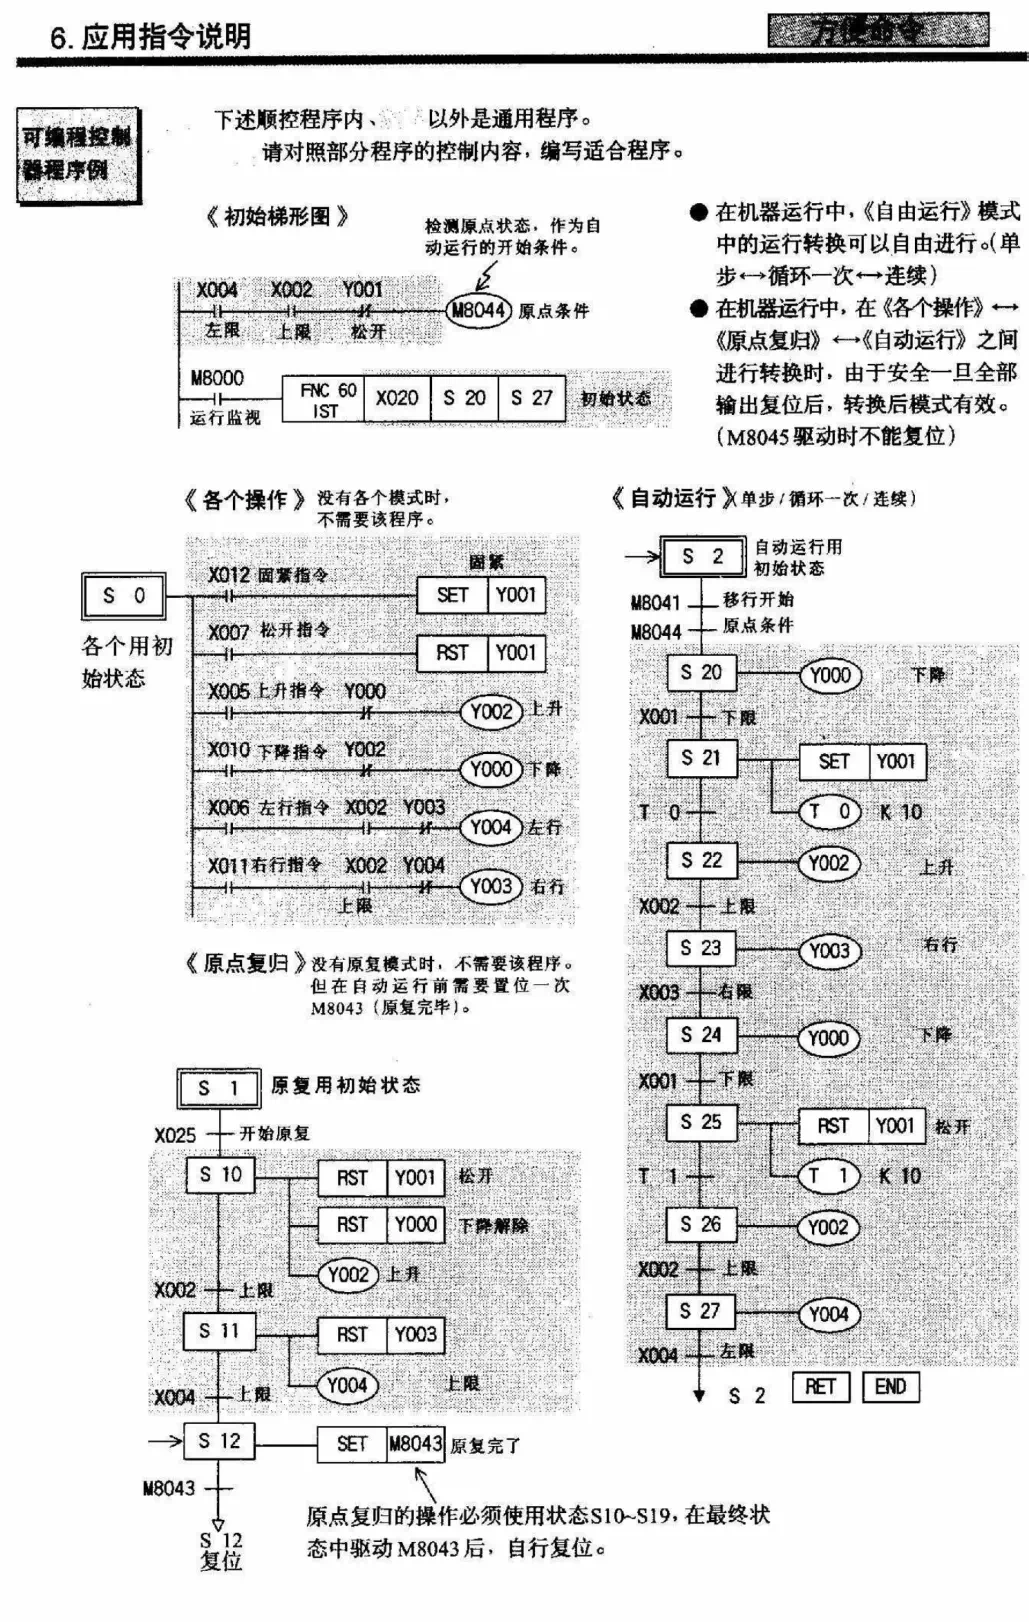 6. 应用指令说明
方便命令
可编程控制
器程序例
下述顺控程序内、 以外是通用程序。
请对照部分程序的控制内容，编写适合程序。
《初始梯形图》
检测原点状态，作为自
动运行的开始条件。
X004 X002 Y001
M8044 原点条件
左限 上限 松开
M8000
运行监视
FNC 60
IST
X020 S 20 S 27 初始状态
● 在机器运行中，《自由运行》模式
中的运行转换可以自由进行。(单
步←→循环一次←→连续)
● 在机器运行中，在《各个操作》←→
《原点复归》←→《自动运行》之间
进行转换时，由于安全一旦全部
输出复位后，转换后模式有效。
(M8045 驱动时不能复位)
《各个操作》 没有各个模式时，
不需要该程序。
S 0
各个用初
始状态
X012 固紧指令 固紧
SET Y001
X007 松开指令
RST Y001
X005 上升指令 Y000
Y002 上升
X010 下降指令 Y002
Y000 下降
X006 左行指令 X002 Y003
Y004 左行
X011 右行指令 X002 Y004
Y003 右行
上限
《原点复归》 没有原复模式时，不需要该程序。
但在自动运行前需要置位一次
M8043（原复完毕）。
S 1 原复用初始状态
X025 开始原复
S 10 RST Y001 松开
RST Y000 下降解除
Y002 上升
X002 上限
S 11 RST Y003
Y004 上限
X004 上限
S 12 SET M8043 原复完了
M8043
S 12
复位
原点复归的操作必须使用状态S10~S19，在最终状
态中驱动 M8043 后，自行复位。
《自动运行》(单步/循环一次/连续)
S 2 自动运行用
初始状态
M8041 移行开始
M8044 原点条件
S 20 Y000 下降
X001 下限
S 21 SET Y001
T 0 T 0 K 10
S 22 Y002 上升
X002 上限
S 23 Y003 右行
X003 右限
S 24 Y000 下降
X001 下限
S 25 RST Y001 松开
T 1 T 1 K 10
S 26 Y002
X002 上限
S 27 Y004
X004 左限
S 2 RET END